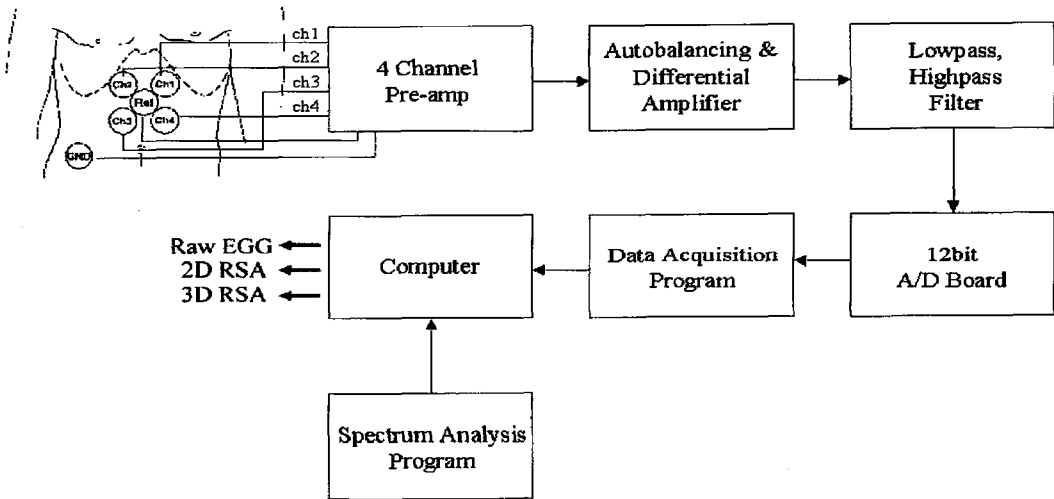 ch1
ch2
ch3
ch4
Ch2
Ch1
Ref
Ch3
Ch4
GND
4 Channel
Pre-amp
Autobalancing &
Differential
Amplifier
Lowpass,
Highpass
Filter
Raw EGG
2D RSA
3D RSA
Computer
Data Acquisition
Program
12bit
A/D Board
Spectrum Analysis
Program